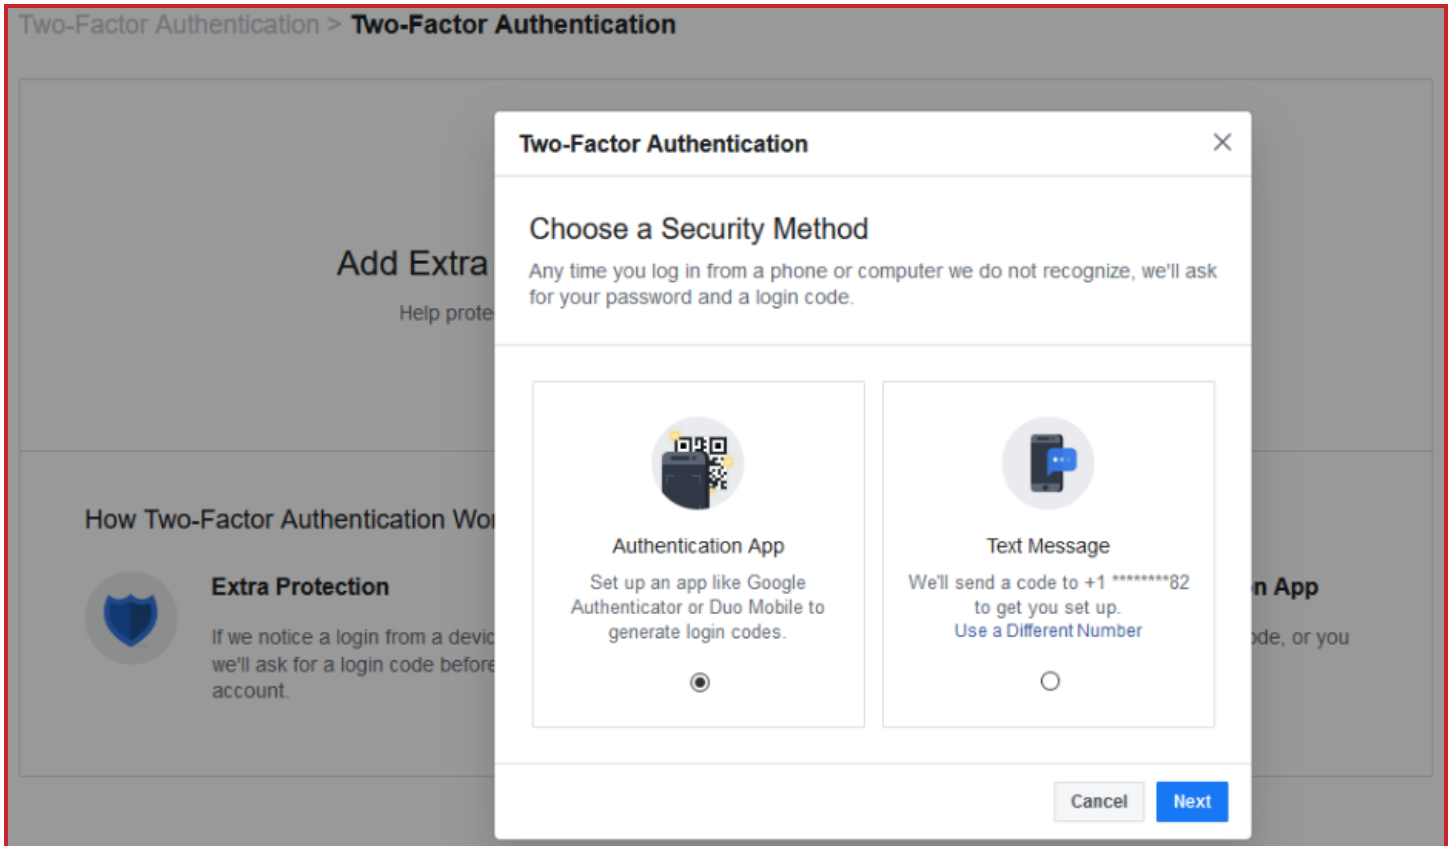 Two-Factor Authentication > Two-Factor Authentication
Two-Factor Authentication
Choose a Security Method
Any time you log in from a phone or computer we do not recognize, we'll ask
for your password and a login code.
Add Extra
Help prote
Authentication App
Set up an app like Google
Authenticator or Duo Mobile to
generate login codes.
Text Message
We'll send a code to +1 ********82
to get you set up.
Use a Different Number
How Two-Factor Authentication Wor
Extra Protection
If we notice a login from a devic
we'll ask for a login code before
account.
n App
ode, or you
Cancel
Next